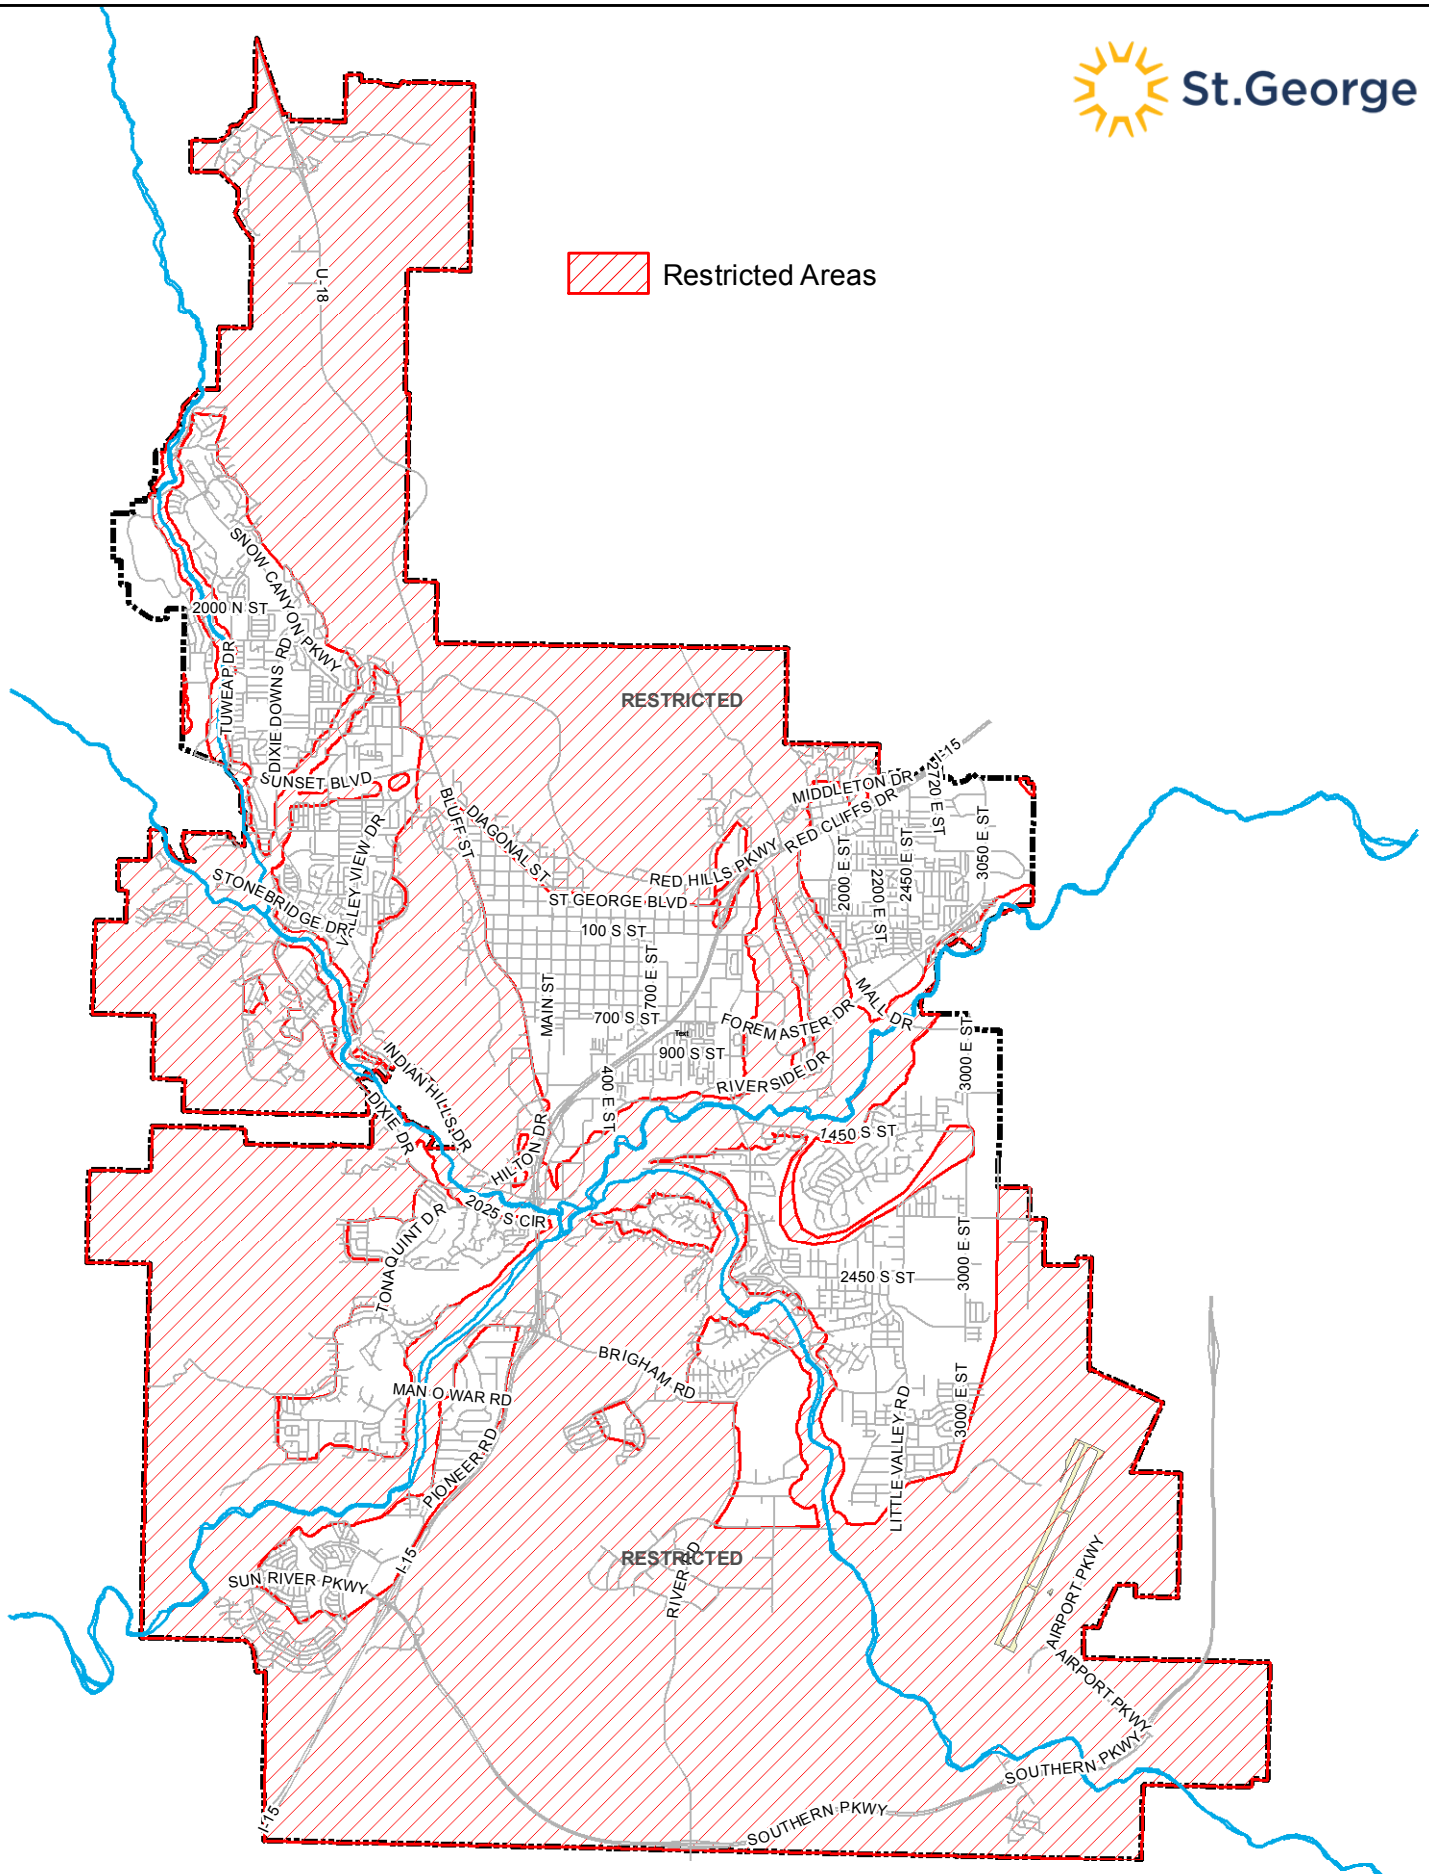 St.George
Restricted Areas
U-18
SNOW CANYON PKWY
2000 N ST
TUWEAP DR
DIXIE DOWNS RD
RESTRICTED
I-15
SUNSET BLVD
MIDDLETON DR
2720 E ST
RED CLIFFS DR
BLUFF ST
DIAGONAL ST
VALLEY VIEW DR
2000 E ST
2200 E ST
2450 E ST
3050 E ST
STONEBRIDGE DR
RED HILLS PKWY
ST GEORGE BLVD
100 S ST
700 E ST
MAIN ST
700 S ST
Text
900 S ST
FOREMASTER DR
MALL DR
3000 E ST
RIVERSIDE DR
400 E ST
INDIAN HILLS DR
DIXIE DR
HILTON DR
1450 S ST
2025 S CIR
TONAQUINT DR
3000 E ST
2450 S ST
BRIGHAM RD
MAN O WAR RD
3000 E ST
LITTLE VALLEY RD
PIONEER RD
I-15
RESTRICTED
SUN RIVER PKWY
RIVER RD
AIRPORT PKWY
AIRPORT PKWY
SOUTHERN PKWY
SOUTHERN PKWY
I-15